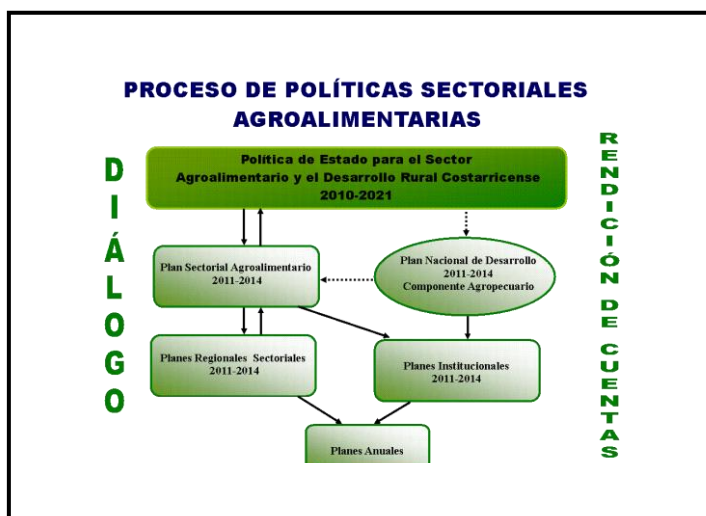 PROCESO DE POLÍTICAS SECTORIALES
AGROALIMENTARIAS
DIÁLOGO
RENDICIÓN DE CUENTAS
Política de Estado para el Sector
Agroalimentario y el Desarrollo Rural Costarricense
2010-2021
Plan Sectorial Agroalimentario
2011-2014
Plan Nacional de Desarrollo
2011-2014
Componente Agropecuario
Planes Regionales Sectoriales
2011-2014
Planes Institucionales
2011-2014
Planes Anuales